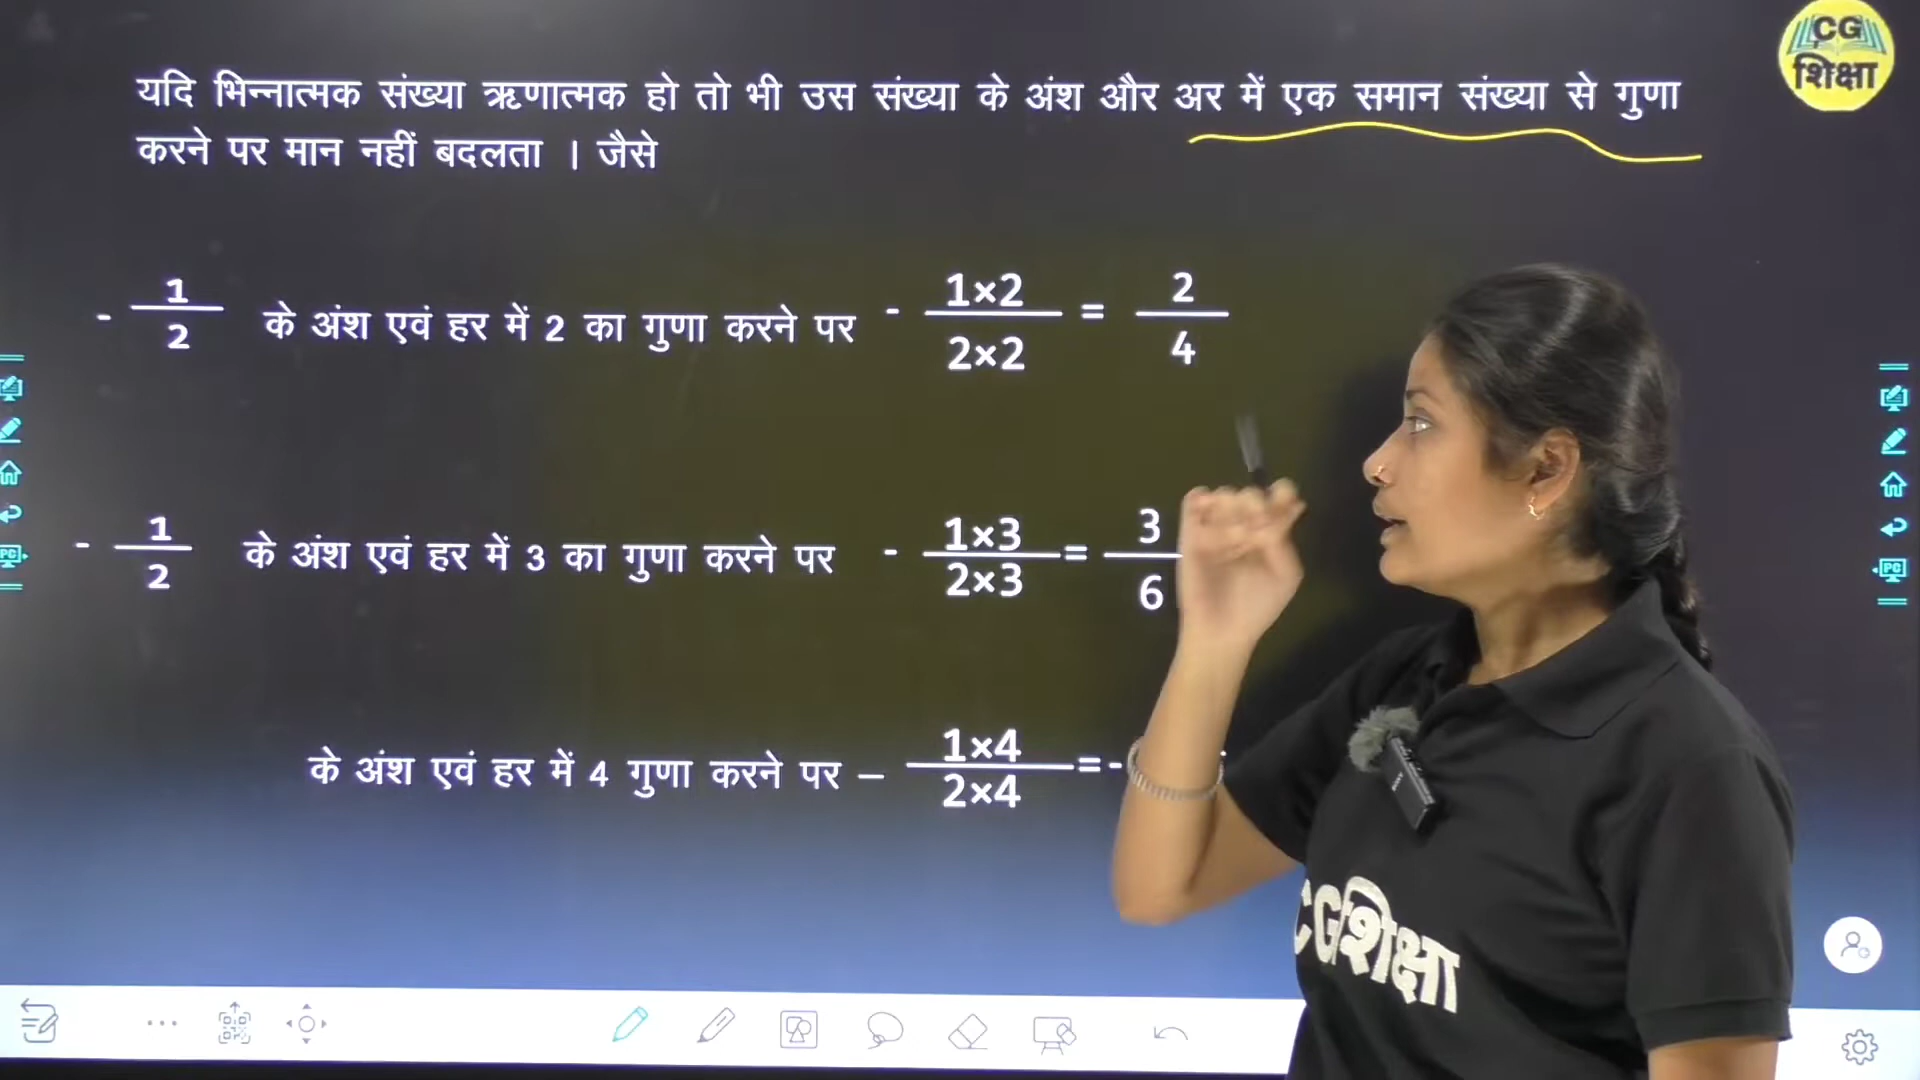 CG
शिक्षा
यदि भिन्नात्मक संख्या ऋणात्मक हो तो भी उस संख्या के अंश और अर में एक समान संख्या से गुणा
करने पर मान नहीं बदलता । जैसे
- 1/2 के अंश एवं हर में 2 का गुणा करने पर - 1×2/2×2 = 2/4
- 1/2 के अंश एवं हर में 3 का गुणा करने पर - 1×3/2×3 = 3/6
के अंश एवं हर में 4 गुणा करने पर – 1×4/2×4 = -
CGशिक्षा
PC
PC